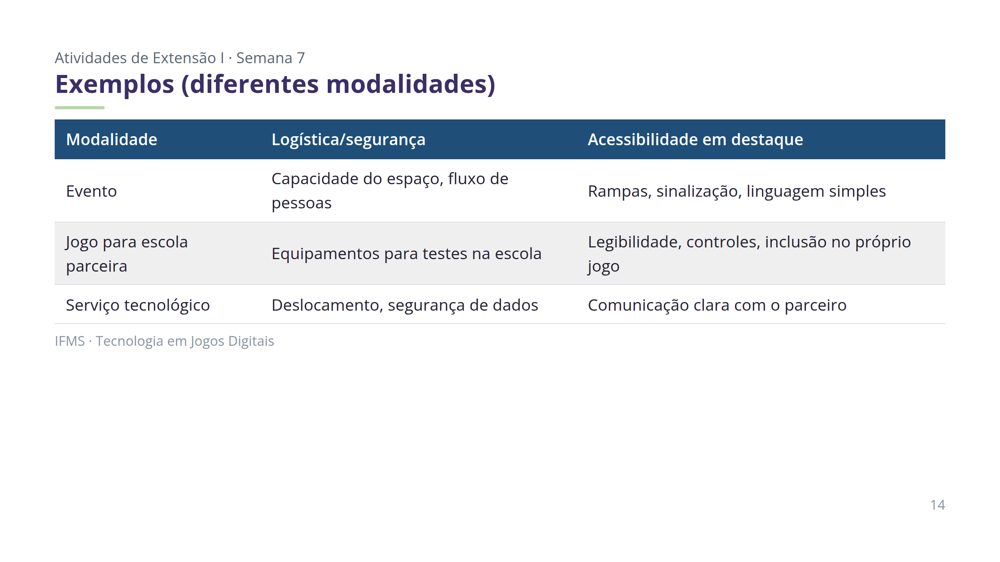 Atividades de Extensão I · Semana 7
Exemplos (diferentes modalidades)
Modalidade
Logística/segurança
Acessibilidade em destaque
Evento
Capacidade do espaço, fluxo de
pessoas
Rampas, sinalização, linguagem simples
Jogo para escola
parceira
Equipamentos para testes na escola
Legibilidade, controles, inclusão no próprio
jogo
Serviço tecnológico
Deslocamento, segurança de dados
Comunicação clara com o parceiro
IFMS · Tecnologia em Jogos Digitais
14